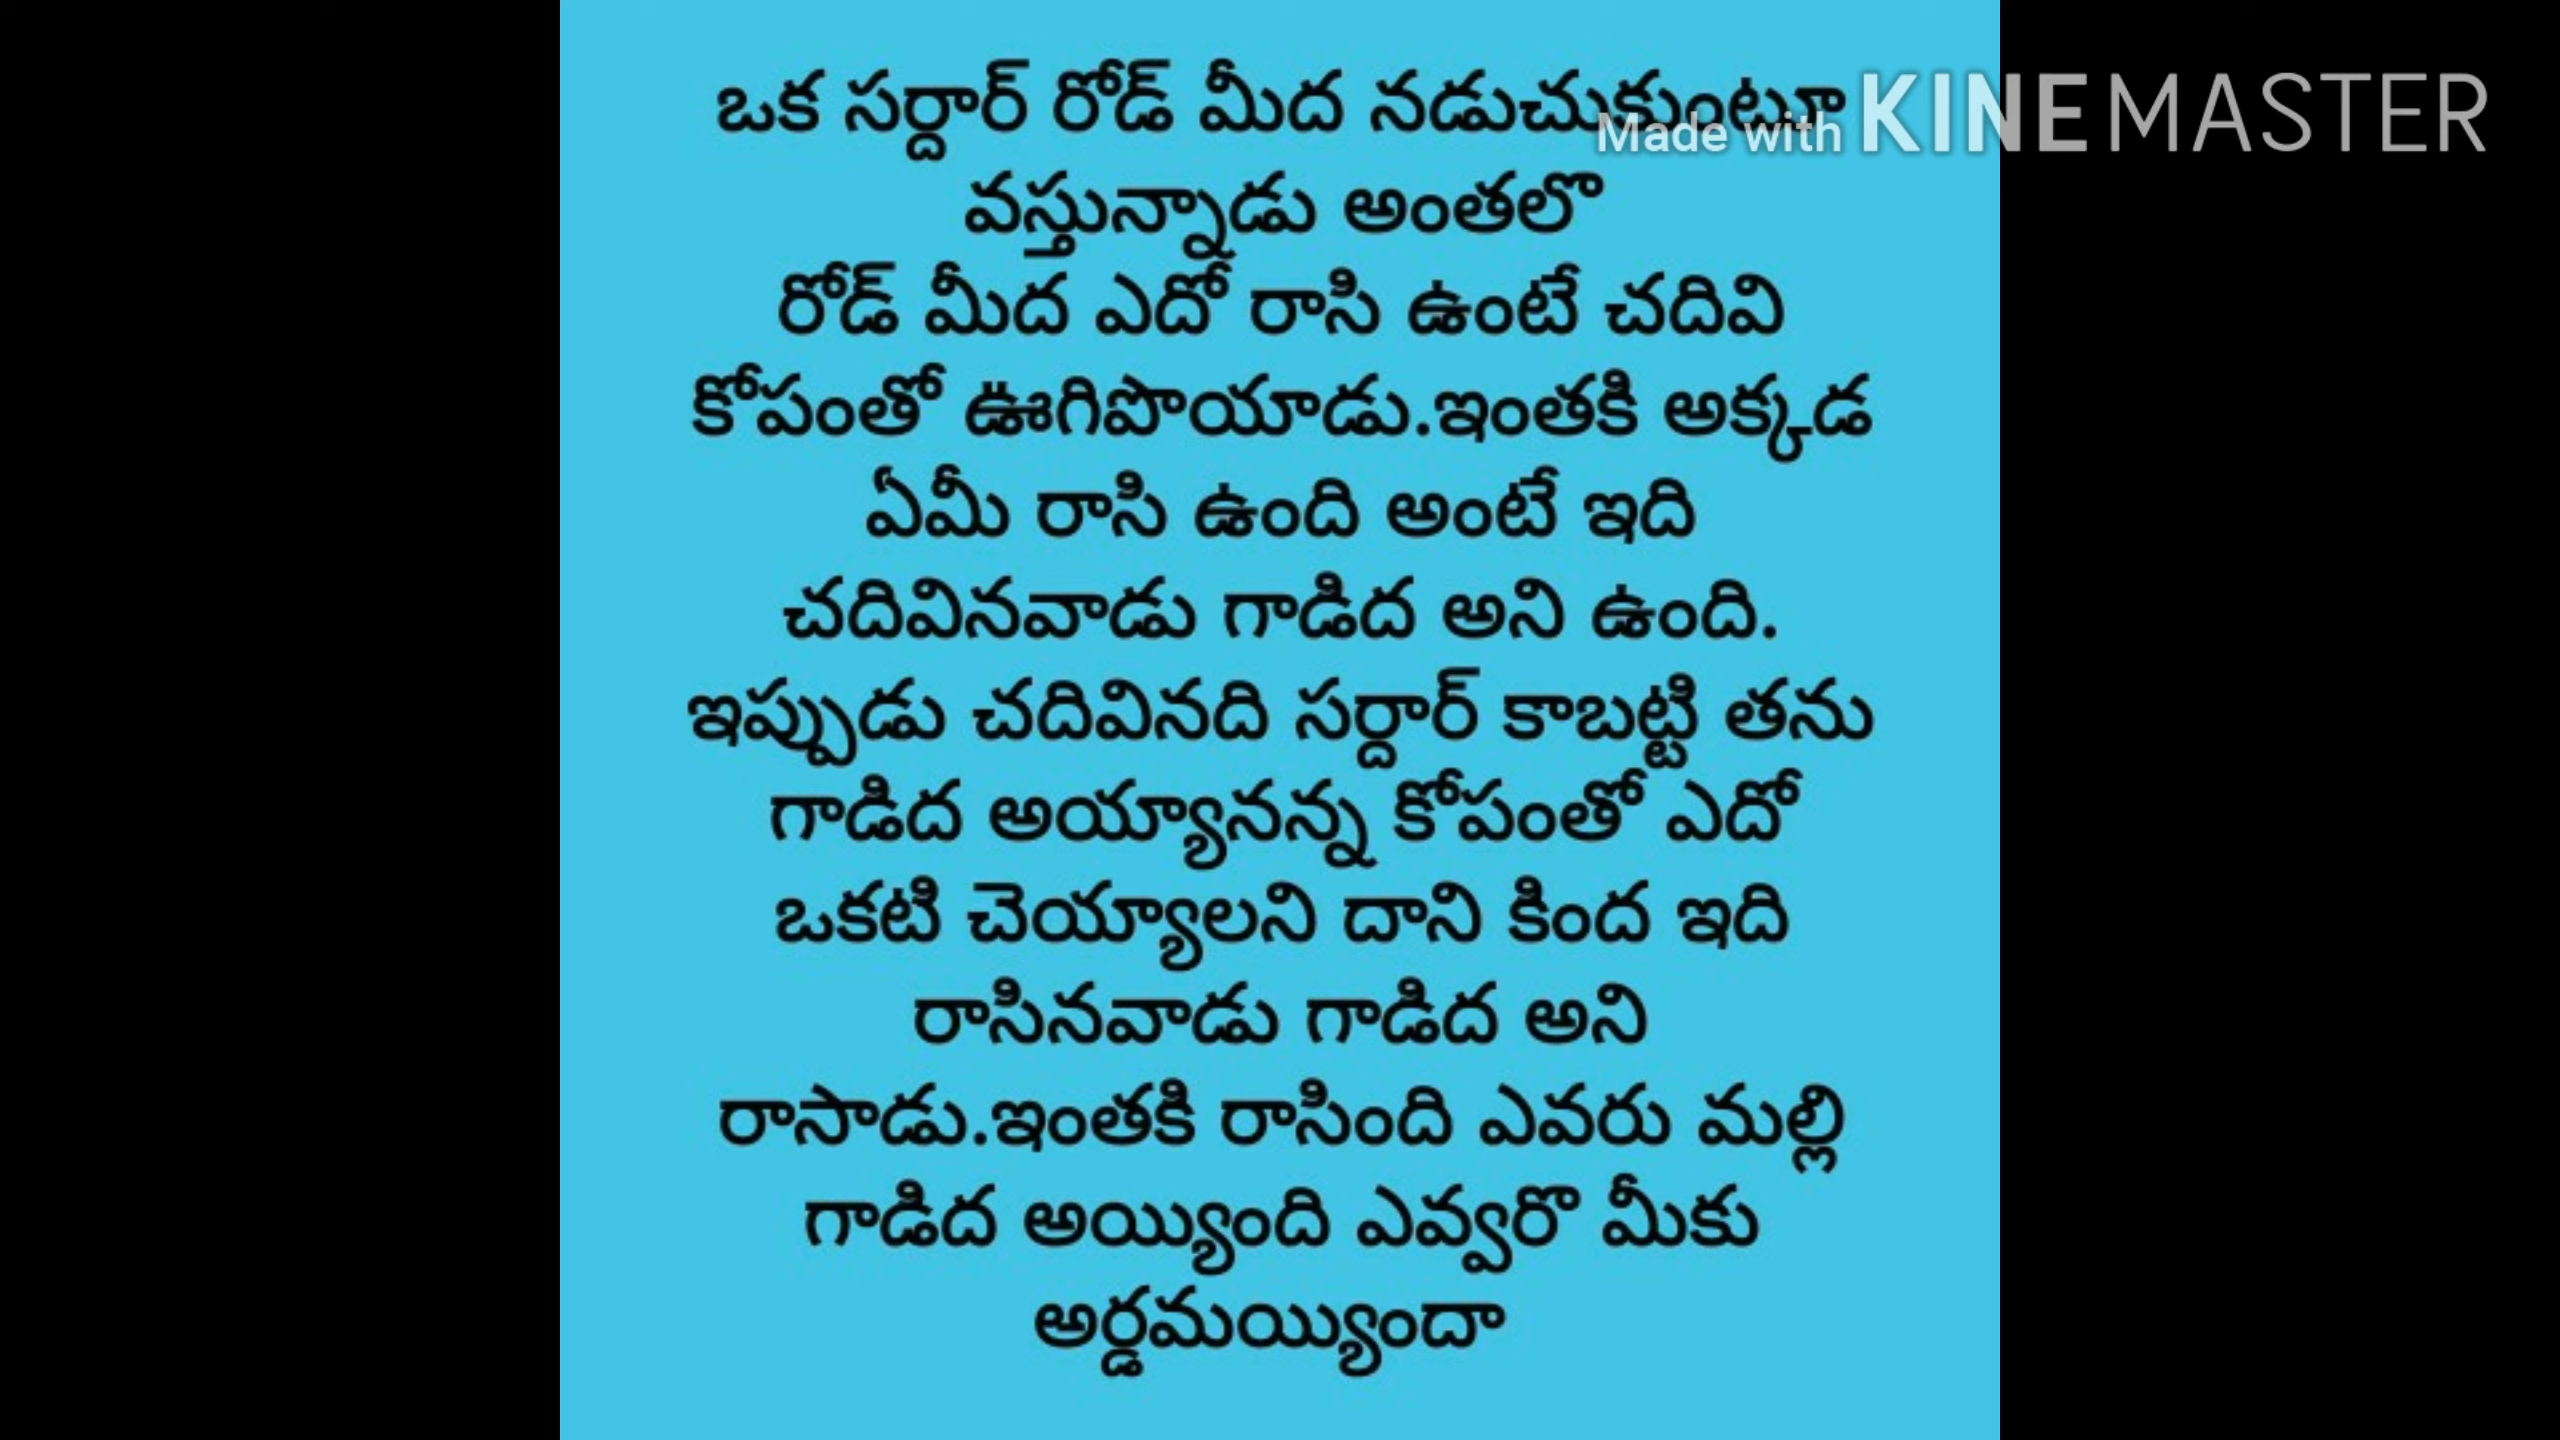 ఒక సర్దార్ రోడ్ మీద నడుచుకుంటూ
Made with KINEMASTER
వస్తున్నాడు అంతలొ
రోడ్ మీద ఎదో రాసి ఉంటే చదివి
కోపంతో ఊగిపొయాడు.ఇంతకి అక్కడ
ఏమీ రాసి ఉంది అంటే ఇది
చదివినవాడు గాడిద అని ఉంది.
ఇప్పుడు చదివినది సర్దార్ కాబట్టి తను
గాడిద అయ్యానన్న కోపంతో ఎదో
ఒకటి చెయ్యాలని దాని కింద ఇది
రాసినవాడు గాడిద అని
రాసాడు.ఇంతకి రాసింది ఎవరు మల్లి
గాడిద అయ్యింది ఎవ్వరొ మీకు
అర్డమయ్యిందా